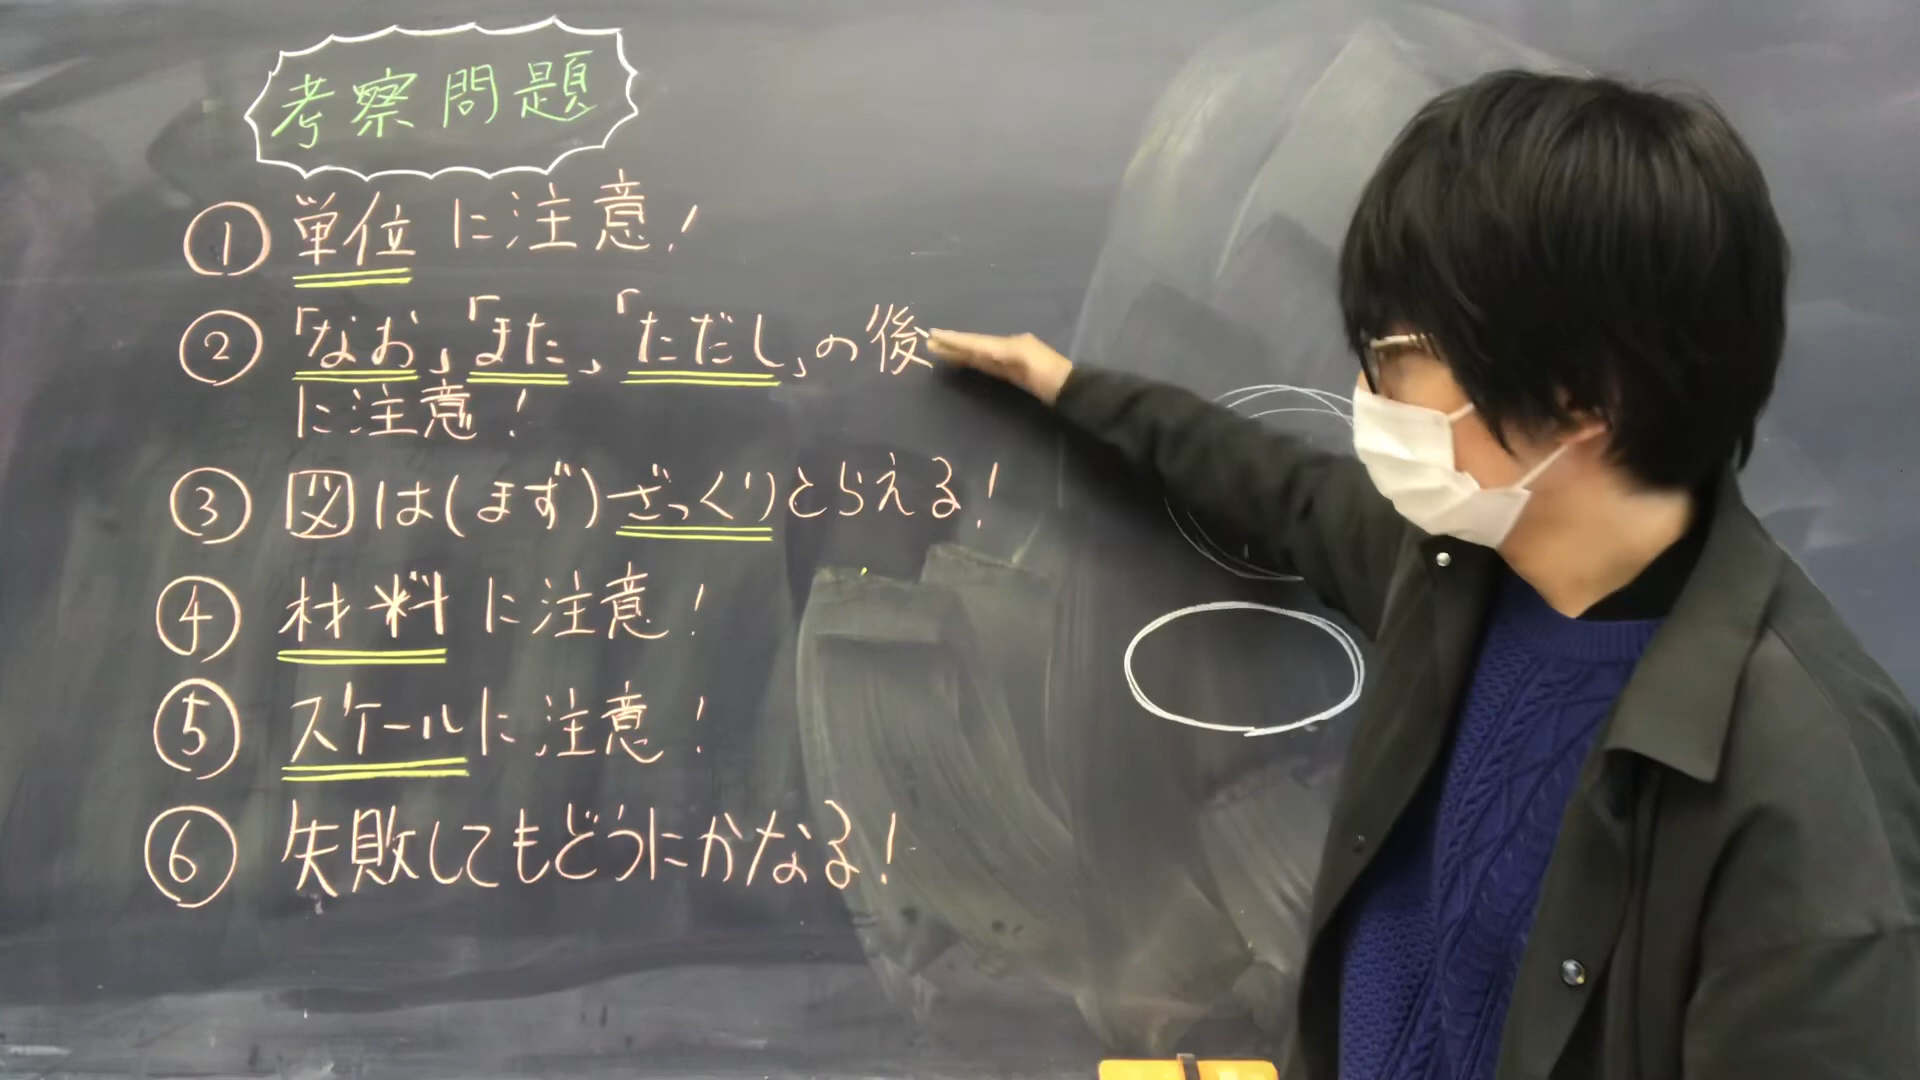 考察問題
① 単位に注意!
② 「なお」「また」「ただし」の後
に注意!
③ 図は(まず)ざっくりとらえる!
④ 材料に注意!
⑤ スケールに注意!
⑥ 失敗してもどうにかなる!